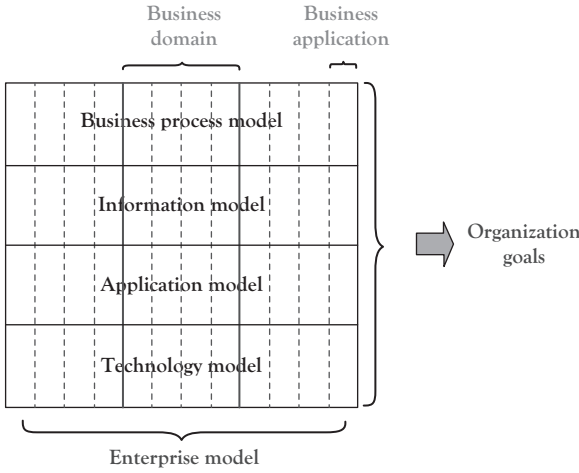 Business
domain
Business
application
Business process model
Information model
Application model
Technology model
Organization
goals
Enterprise model